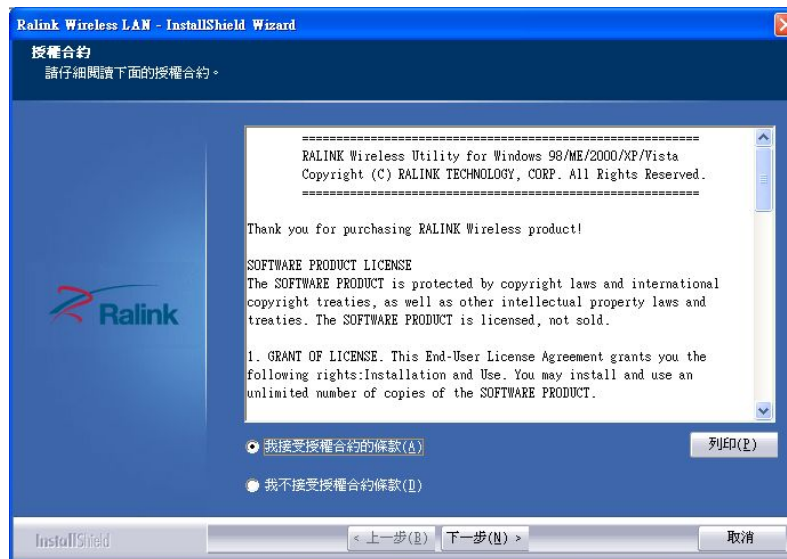 Ralink Wireless LAN - InstallShield Wizard
授權合約
請仔細閱讀下面的授權合約。
========================================================
RALINK Wireless Utility for Windows 98/ME/2000/XP/Vista
Copyright (C) RALINK TECHNOLOGY, CORP. All Rights Reserved.
========================================================
Thank you for purchasing RALINK Wireless product!
SOFTWARE PRODUCT LICENSE
The SOFTWARE PRODUCT is protected by copyright laws and international
copyright treaties, as well as other intellectual property laws and
treaties. The SOFTWARE PRODUCT is licensed, not sold.
1. GRANT OF LICENSE. This End-User License Agreement grants you the
following rights:Installation and Use. You may install and use an
unlimited number of copies of the SOFTWARE PRODUCT.
Ralink
我接受授權合約的條款(A)
列印(P)
我不接受授權合約條款(D)
InstallShield
< 上一步(B)
下一步(N) >
取消